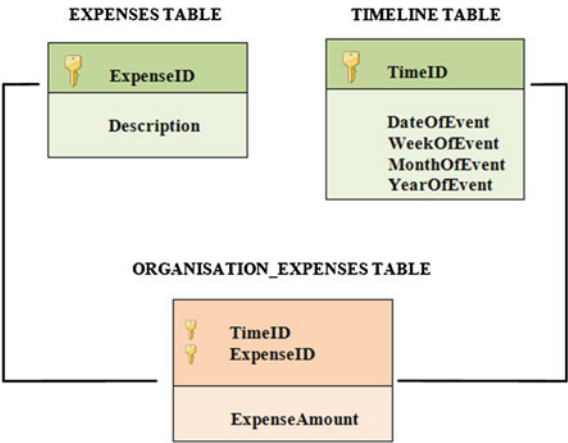 EXPENSES TABLE
ExpenseID
Description
TIMELINE TABLE
TimeID
DateOfEvent
WeekOfEvent
MonthOfEvent
YearOfEvent
ORGANISATION_EXPENSES TABLE
TimeID
ExpenseID
ExpenseAmount